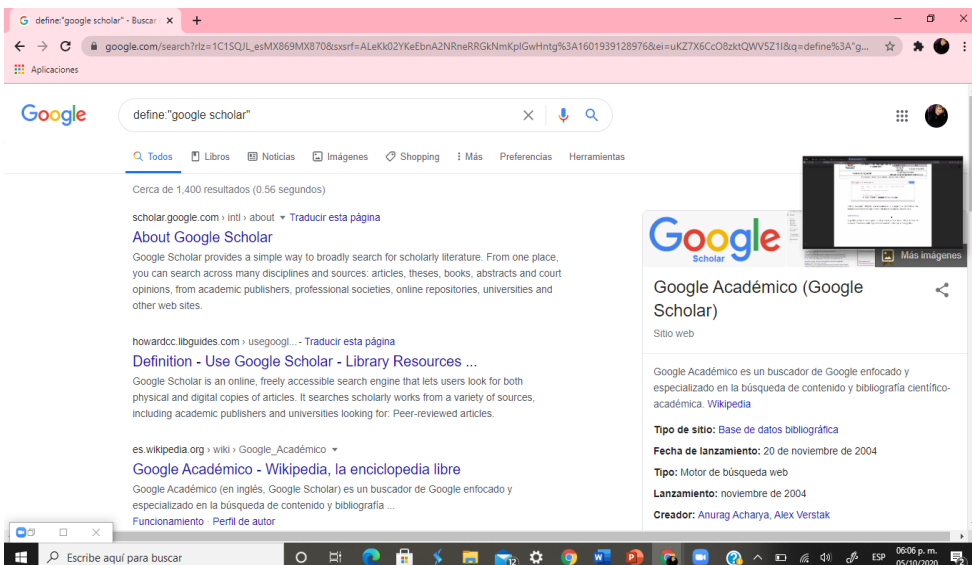 define:"google scholar" - Buscar
google.com/search?rlz=1C1SQJL_esMX869MX870&sxsrf=ALeKk02YKeEbnA2NRneRRGkNmKpIGwHntg%3A1601939128976&ei=uKZ7X6CcO8zktQWV5Z1I&q=define%3A"g...
Aplicaciones
Google
define:"google scholar"
Todos Libros Noticias Imágenes Shopping Más Preferencias Herramientas
Cerca de 1,400 resultados (0.56 segundos)
scholar.google.com › intl › about Traducir esta página
About Google Scholar
Google Scholar provides a simple way to broadly search for scholarly literature. From one place,
you can search across many disciplines and sources: articles, theses, books, abstracts and court
opinions, from academic publishers, professional societies, online repositories, universities and
other web sites.
howardcc.libguides.com › usegoogl... - Traducir esta página
Definition - Use Google Scholar - Library Resources ...
Google Scholar is an online, freely accessible search engine that lets users look for both
physical and digital copies of articles. It searches scholarly works from a variety of sources,
including academic publishers and universities looking for: Peer-reviewed articles.
es.wikipedia.org › wiki › Google_Académico
Google Académico - Wikipedia, la enciclopedia libre
Google Académico (en inglés, Google Scholar) es un buscador de Google enfocado y
especializado en la búsqueda de contenido y bibliografía ...
Funcionamiento · Perfil de autor
Google
Scholar
Más imágenes
Google Académico (Google
Scholar)
Sitio web
Google Académico es un buscador de Google enfocado y
especializado en la búsqueda de contenido y bibliografía científico-
académica. Wikipedia
Tipo de sitio: Base de datos bibliográfica
Fecha de lanzamiento: 20 de noviembre de 2004
Tipo: Motor de búsqueda web
Lanzamiento: noviembre de 2004
Creador: Anurag Acharya, Alex Verstak
Escribe aquí para buscar
12
ESP
06:06 p. m.
05/10/2020